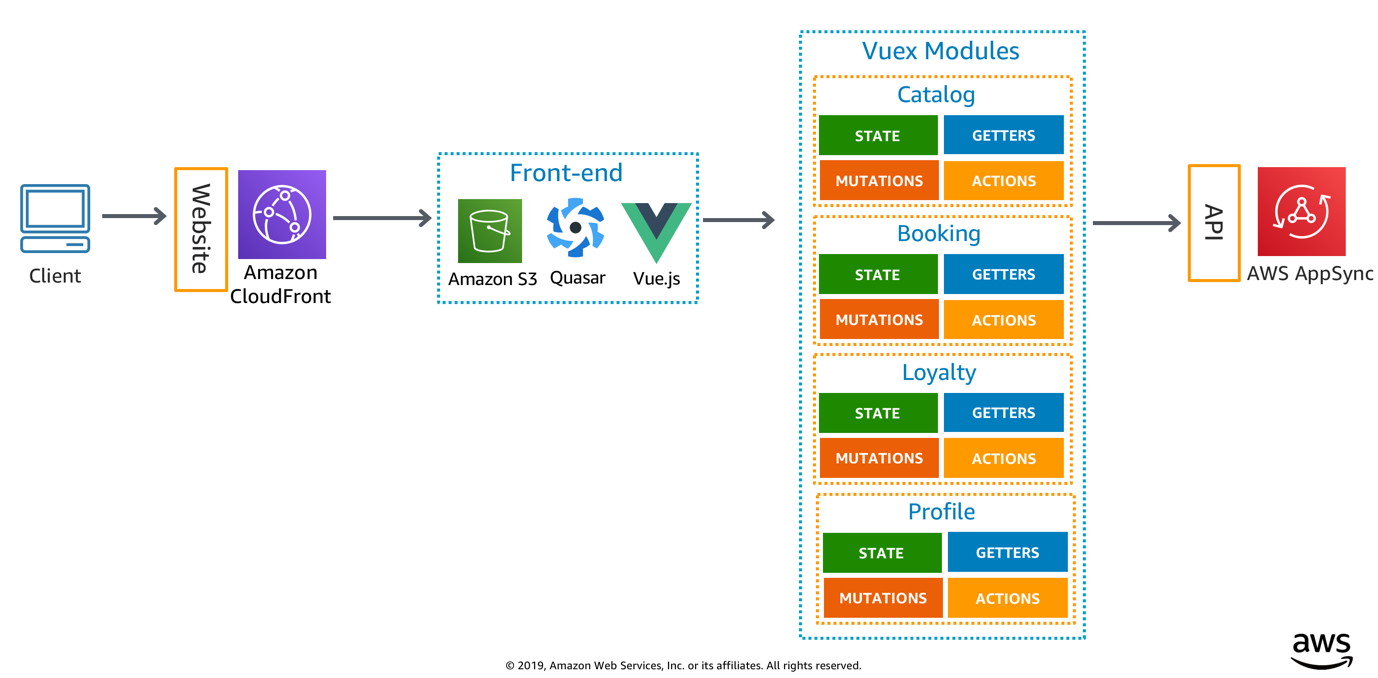 Client
Website
Amazon
CloudFront
Front-end
Amazon S3
Quasar
Vue.js
Vuex Modules
Catalog
STATE
GETTERS
MUTATIONS
ACTIONS
Booking
STATE
GETTERS
MUTATIONS
ACTIONS
Loyalty
STATE
GETTERS
MUTATIONS
ACTIONS
Profile
STATE
GETTERS
MUTATIONS
ACTIONS
API
AWS AppSync
© 2019, Amazon Web Services, Inc. or its affiliates. All rights reserved.
aws